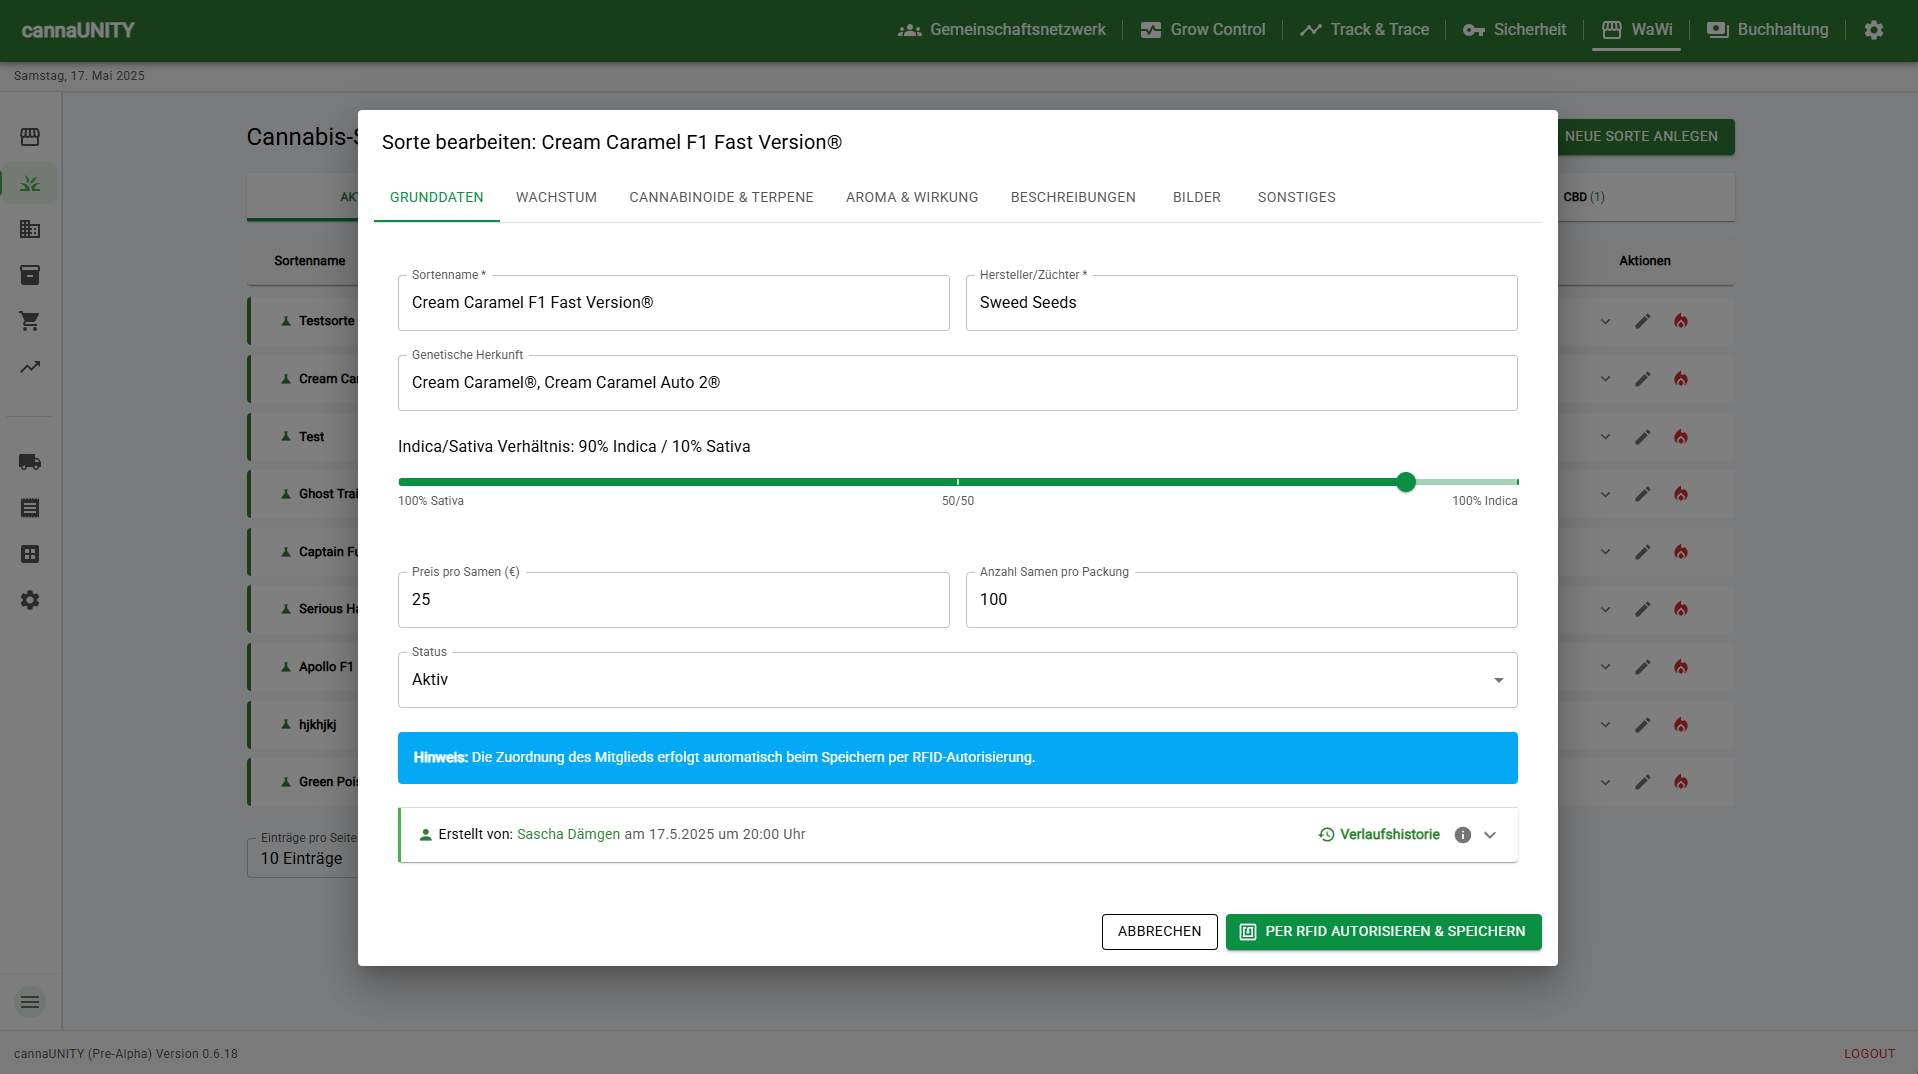 cannaUNITY
Gemeinschaftsnetzwerk
Grow Control
Track & Trace
Sicherheit
WaWi
Buchhaltung
Samstag, 17. Mai 2025
Cannabis-S
NEUE SORTE ANLEGEN
AKT
CBD (1)
Sortenname
Aktionen
Testsorte
Cream Car
Test
Ghost Trai
Captain Fu
Serious Ha
Apollo F1
hjkhjkj
Green Pois
Einträge pro Seite
10 Einträge
Sorte bearbeiten: Cream Caramel F1 Fast Version®
GRUNDDATEN
WACHSTUM
CANNABINOIDE & TERPENE
AROMA & WIRKUNG
BESCHREIBUNGEN
BILDER
SONSTIGES
Sortenname *
Cream Caramel F1 Fast Version®
Hersteller/Züchter *
Sweed Seeds
Genetische Herkunft
Cream Caramel®, Cream Caramel Auto 2®
Indica/Sativa Verhältnis: 90% Indica / 10% Sativa
100% Sativa
50/50
100% Indica
Preis pro Samen (€)
25
Anzahl Samen pro Packung
100
Status
Aktiv
Hinweis: Die Zuordnung des Mitglieds erfolgt automatisch beim Speichern per RFID-Autorisierung.
Erstellt von: Sascha Dämgen am 17.5.2025 um 20:00 Uhr
Verlaufshistorie
ABBRECHEN
PER RFID AUTORISIEREN & SPEICHERN
cannaUNITY (Pre-Alpha) Version 0.6.18
LOGOUT